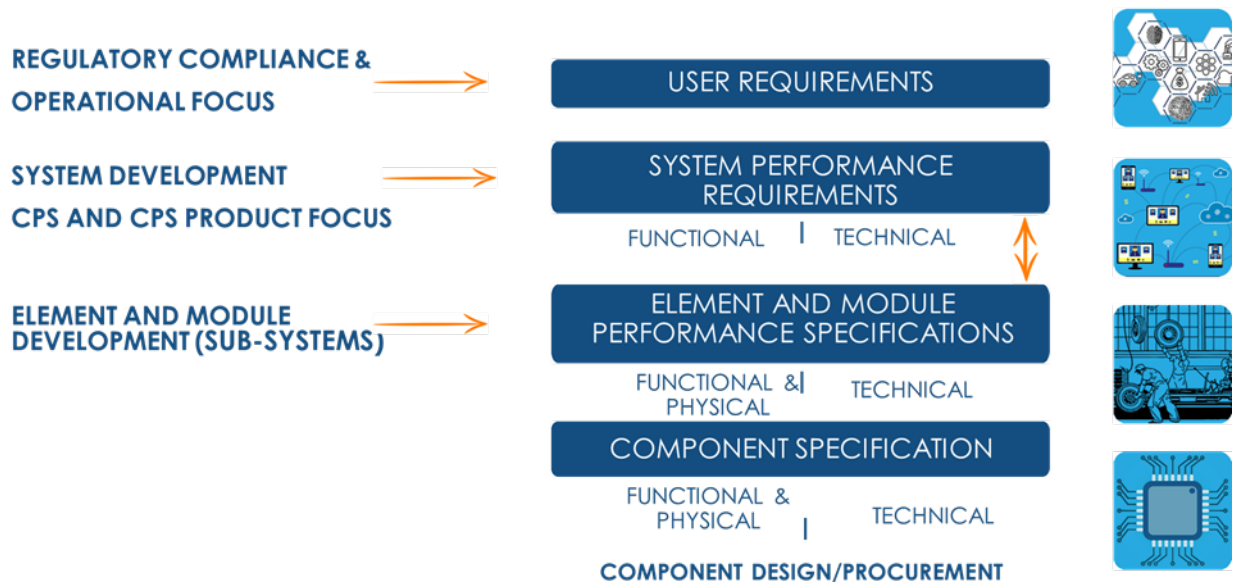 REGULATORY COMPLIANCE &
OPERATIONAL FOCUS
USER REQUIREMENTS
SYSTEM DEVELOPMENT
CPS AND CPS PRODUCT FOCUS
SYSTEM PERFORMANCE
REQUIREMENTS
FUNCTIONAL | TECHNICAL
ELEMENT AND MODULE
DEVELOPMENT (SUB-SYSTEMS)
ELEMENT AND MODULE
PERFORMANCE SPECIFICATIONS
FUNCTIONAL &
PHYSICAL | TECHNICAL
COMPONENT SPECIFICATION
FUNCTIONAL &
PHYSICAL | TECHNICAL
COMPONENT DESIGN/PROCUREMENT